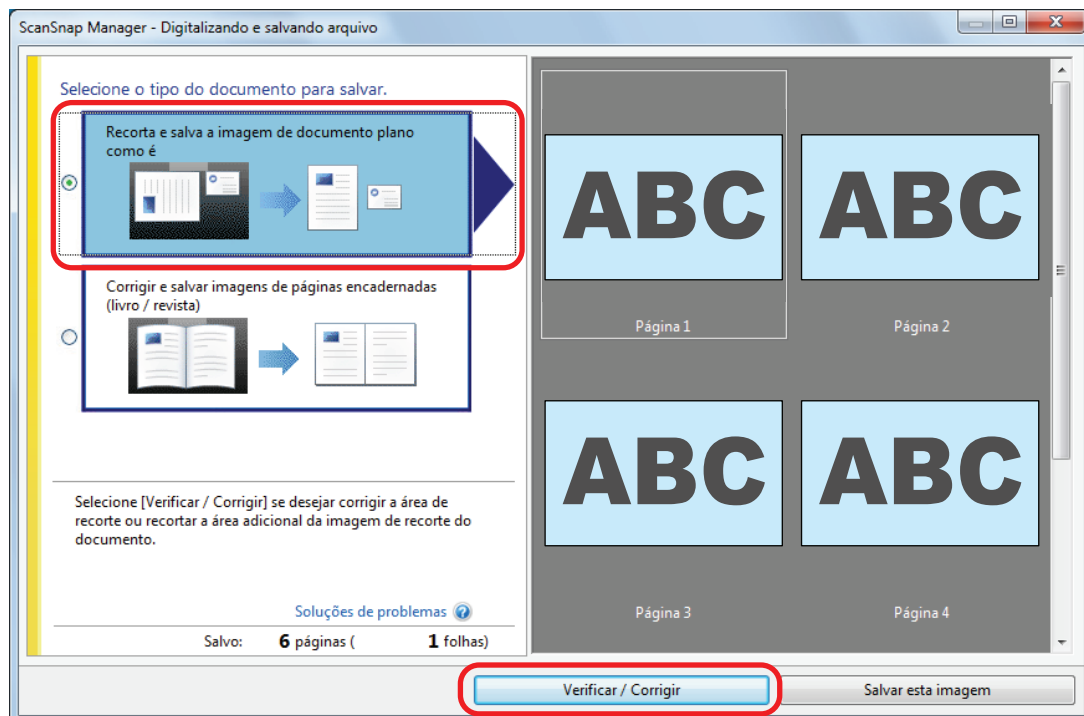 ScanSnap Manager - Digitalizando e salvando arquivo
Selecione o tipo do documento para salvar.
Recorta e salva a imagem de documento plano
como é
Corrigir e salvar imagens de páginas encadernadas
(livro / revista)
Selecione [Verificar / Corrigir] se desejar corrigir a área de
recorte ou recortar a área adicional da imagem de recorte do
documento.
Soluções de problemas
Salvo: 6 páginas ( 1 folhas)
ABC ABC
Página 1 Página 2
ABC ABC
Página 3 Página 4
Verificar / Corrigir Salvar esta imagem